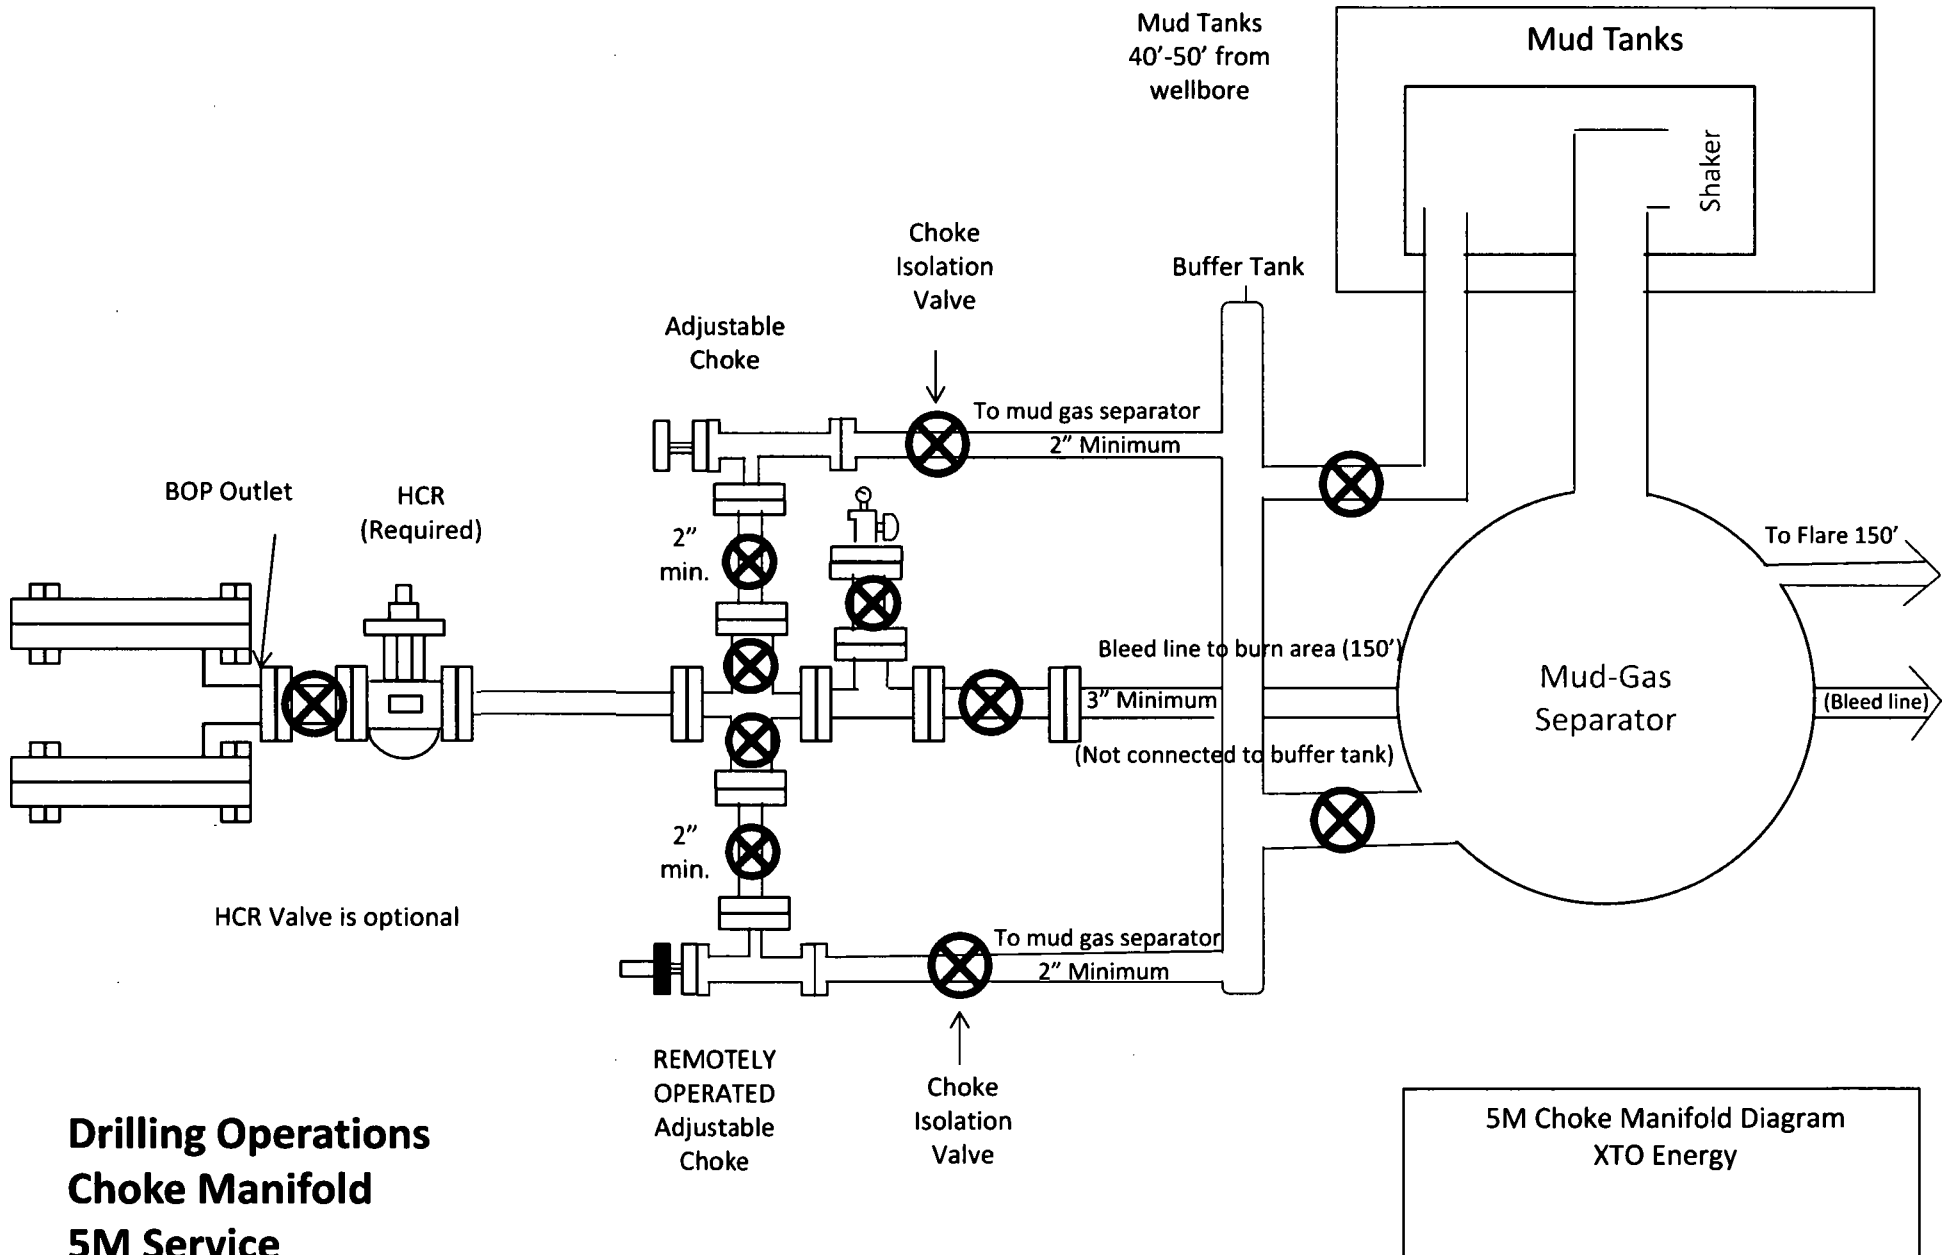 Mud Tanks
40'-50' from
wellbore
Mud Tanks
Shaker
Choke
Isolation
Valve
Buffer Tank
Adjustable
Choke
To mud gas separator
2" Minimum
BOP Outlet
HCR
(Required)
2"
min.
To Flare 150'
Bleed line to burn area (150')
3" Minimum
(Not connected to buffer tank)
Mud-Gas
Separator
(Bleed line)
2"
min.
HCR Valve is optional
To mud gas separator
2" Minimum
REMOTELY
OPERATED
Adjustable
Choke
Choke
Isolation
Valve
Drilling Operations
Choke Manifold
5M Service
5M Choke Manifold Diagram
XTO Energy